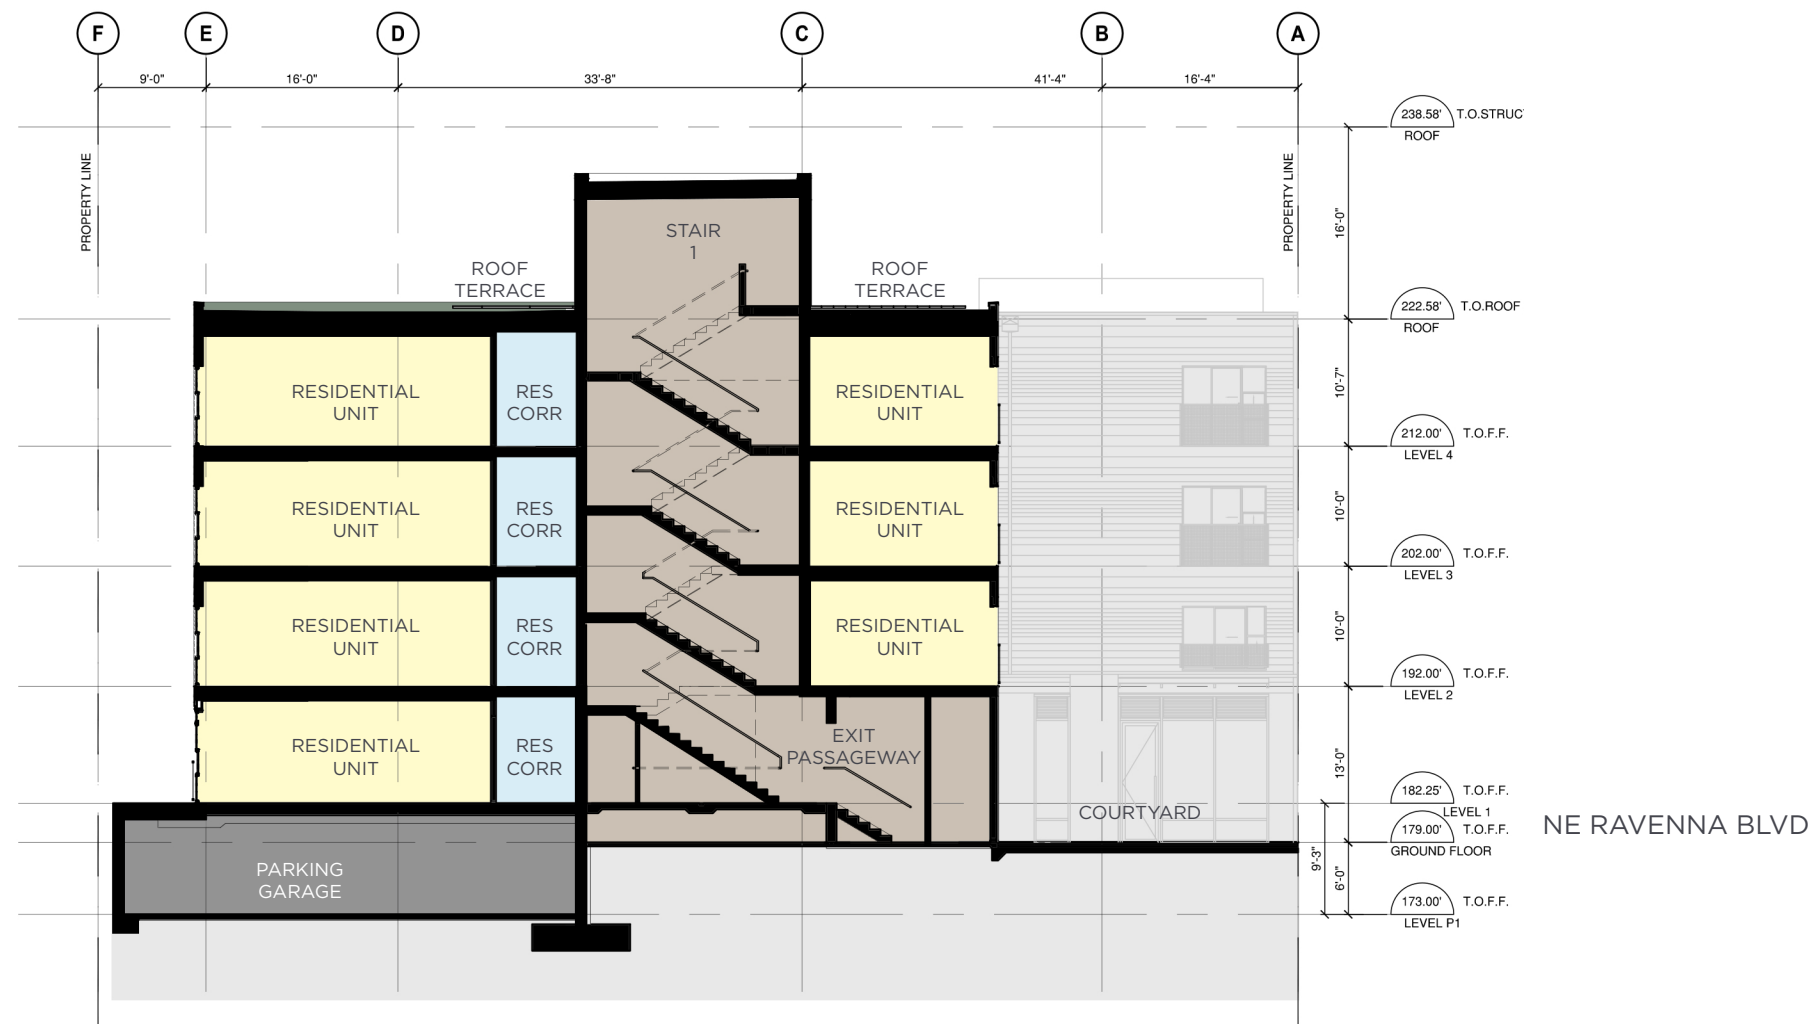 F E D C B A
9'-0" 16'-0" 33'-8" 41'-4" 16'-4"
238.58' T.O.STRUC
ROOF
PROPERTY LINE
PROPERTY LINE
16'-0"
STAIR
1
ROOF
TERRACE
ROOF
TERRACE
222.58' T.O.ROOF
ROOF
10'-7"
RESIDENTIAL
UNIT
RES
CORR
RESIDENTIAL
UNIT
212.00' T.O.F.F.
LEVEL 4
10'-0"
RESIDENTIAL
UNIT
RES
CORR
RESIDENTIAL
UNIT
202.00' T.O.F.F.
LEVEL 3
10'-0"
RESIDENTIAL
UNIT
RES
CORR
RESIDENTIAL
UNIT
192.00' T.O.F.F.
LEVEL 2
13'-0"
RESIDENTIAL
UNIT
RES
CORR
EXIT
PASSAGEWAY
COURTYARD
182.25' T.O.F.F.
LEVEL 1
NE RAVENNA BLVD
179.00' T.O.F.F.
GROUND FLOOR
9'-3"
6'-0"
PARKING
GARAGE
173.00' T.O.F.F.
LEVEL P1